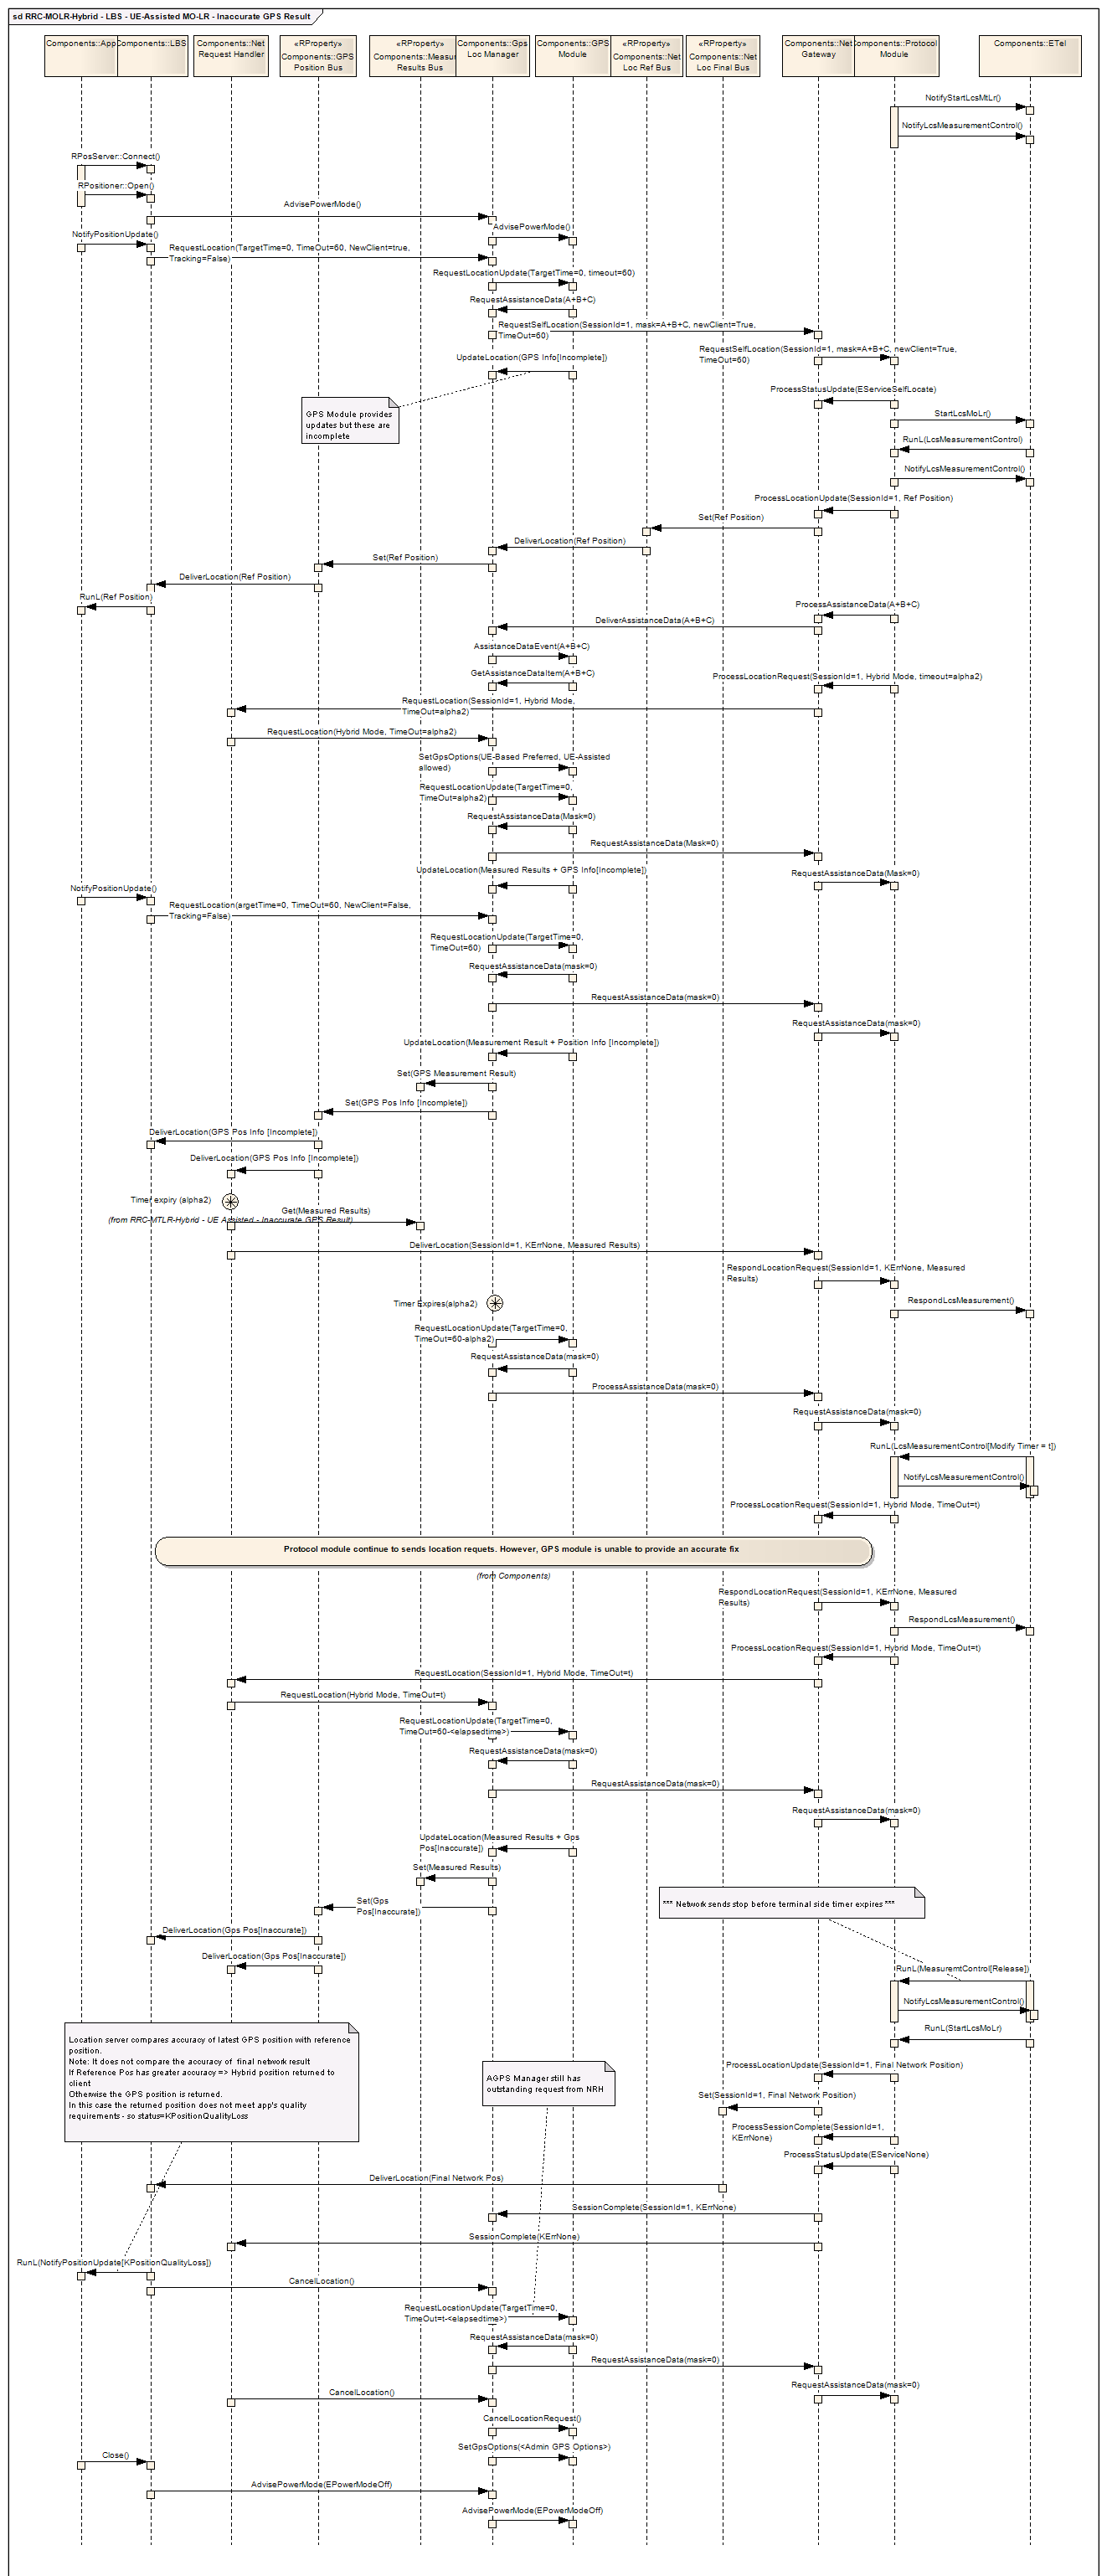 sd RRC-MOLR-Hybrid - LBS - UE-Assisted MO-LR - Inaccurate GPS Result
Components::App
Components::LBS
Components::Net
Request Handler
«RProperty»
Components::GPS
Position Bus
«RProperty»
Components::Measur
Results Bus
Components::Gps
Loc Manager
Components::GPS
Module
«RProperty»
Components::Net
Loc Ref Bus
«RProperty»
Components::Net
Loc Final Bus
Components::Net
Gateway
Components::Protocol
Module
Components::ETel
NotifyStartLcsMtLr()
NotifyLcsMeasurementControl()
RPosServer::Connect()
RPositioner::Open()
AdvisePowerMode()
AdvisePowerMode()
NotifyPositionUpdate()
RequestLocation(TargetTime=0, TimeOut=60, NewClient=true,
Tracking=False)
RequestLocationUpdate(TargetTime=0, timeout=60)
RequestAssistanceData(A+B+C)
RequestSelfLocation(SessionId=1, mask=A+B+C, newClient=True,
TimeOut=60)
RequestSelfLocation(SessionId=1, mask=A+B+C, newClient=True,
TimeOut=60)
UpdateLocation(GPS Info[Incomplete])
ProcessStatusUpdate(EServiceSelfLocate)
GPS Module provides
updates but these are
incomplete
StartLcsMoLr()
RunL(LcsMeasurementControl)
NotifyLcsMeasurementControl()
ProcessLocationUpdate(SessionId=1, Ref Position)
Set(Ref Position)
DeliverLocation(Ref Position)
Set(Ref Position)
DeliverLocation(Ref Position)
RunL(Ref Position)
ProcessAssistanceData(A+B+C)
DeliverAssistanceData(A+B+C)
AssistanceDataEvent(A+B+C)
GetAssistanceDataItem(A+B+C)
ProcessLocationRequest(SessionId=1, Hybrid Mode, timeout=alpha2)
RequestLocation(SessionId=1, Hybrid Mode,
TimeOut=alpha2)
RequestLocation(Hybrid Mode, TimeOut=alpha2)
SetGpsOptions(UE-Based Preferred, UE-Assisted
allowed)
RequestLocationUpdate(TargetTime=0,
TimeOut=alpha2)
RequestAssistanceData(Mask=0)
RequestAssistanceData(Mask=0)
UpdateLocation(Measured Results + GPS Info[Incomplete])
RequestAssistanceData(Mask=0)
NotifyPositionUpdate()
RequestLocation(argetTime=0, TimeOut=60, NewClient=False,
Tracking=False)
RequestLocationUpdate(TargetTime=0,
TimeOut=60)
RequestAssistanceData(mask=0)
RequestAssistanceData(mask=0)
RequestAssistanceData(mask=0)
UpdateLocation(Measurement Result + Position Info [Incomplete])
Set(GPS Measurement Result)
Set(GPS Pos Info [Incomplete])
DeliverLocation(GPS Pos Info [Incomplete])
DeliverLocation(GPS Pos Info [Incomplete])
Timer expiry (alpha2)
Get(Measured Results)
(from RRC-MTLR-Hybrid - UE Assisted - Inaccurate GPS Result)
DeliverLocation(SessionId=1, KErrNone, Measured Results)
RespondLocationRequest(SessionId=1, KErrNone, Measured
Results)
Timer Expires(alpha2)
RespondLcsMeasurement()
RequestLocationUpdate(TargetTime=0,
TimeOut=60-alpha2)
RequestAssistanceData(mask=0)
ProcessAssistanceData(mask=0)
RequestAssistanceData(mask=0)
RunL(LcsMeasurementControl[Modify Timer = t])
NotifyLcsMeasurementControl()
ProcessLocationRequest(SessionId=1, Hybrid Mode, TimeOut=t)
Protocol module continue to sends location requets. However, GPS module is unable to provide an accurate fix
(from Components)
RespondLocationRequest(SessionId=1, KErrNone, Measured
Results)
RespondLcsMeasurement()
ProcessLocationRequest(SessionId=1, Hybrid Mode, TimeOut=t)
RequestLocation(SessionId=1, Hybrid Mode, TimeOut=t)
RequestLocation(Hybrid Mode, TimeOut=t)
RequestLocationUpdate(TargetTime=0,
TimeOut=60-<elapsedtime>)
RequestAssistanceData(mask=0)
RequestAssistanceData(mask=0)
RequestAssistanceData(mask=0)
UpdateLocation(Measured Results + Gps
Pos[Inaccurate])
Set(Measured Results)
Set(Gps
Pos[Inaccurate])
*** Network sends stop before terminal side timer expires ***
DeliverLocation(Gps Pos[Inaccurate])
DeliverLocation(Gps Pos[Inaccurate])
RunL(MeasuremtControl[Release])
NotifyLcsMeasurementControl()
RunL(StartLcsMoLr)
Location server compares accuracy of latest GPS position with reference
position.
Note: It does not compare the accuracy of  final network result
If Reference Pos has greater accuracy => Hybrid position returned to
client
Otherwise the GPS position is returned.
In this case the returned position does not meet app's quality
requirements - so status=KPositionQualityLoss
AGPS Manager still has
outstanding request from NRH
ProcessLocationUpdate(SessionId=1, Final Network Position)
Set(SessionId=1, Final Network Position)
ProcessSessionComplete(SessionId=1,
KErrNone)
ProcessStatusUpdate(EServiceNone)
DeliverLocation(Final Network Pos)
SessionComplete(SessionId=1, KErrNone)
SessionComplete(KErrNone)
RunL(NotifyPositionUpdate[KPositionQualityLoss])
CancelLocation()
RequestLocationUpdate(TargetTime=0,
TimeOut=t-<elapsedtime>)
RequestAssistanceData(mask=0)
RequestAssistanceData(mask=0)
RequestAssistanceData(mask=0)
CancelLocation()
CancelLocationRequest()
SetGpsOptions(<Admin GPS Options>)
Close()
AdvisePowerMode(EPowerModeOff)
AdvisePowerMode(EPowerModeOff)